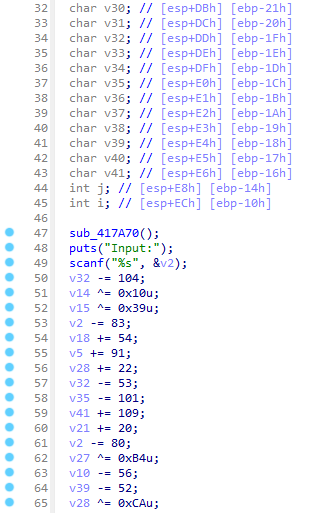 32 char v30; // [esp+DBh] [ebp-21h]
33 char v31; // [esp+DCh] [ebp-20h]
34 char v32; // [esp+DDh] [ebp-1Fh]
35 char v33; // [esp+DEh] [ebp-1Eh]
36 char v34; // [esp+DFh] [ebp-1Dh]
37 char v35; // [esp+E0h] [ebp-1Ch]
38 char v36; // [esp+E1h] [ebp-1Bh]
39 char v37; // [esp+E2h] [ebp-1Ah]
40 char v38; // [esp+E3h] [ebp-19h]
41 char v39; // [esp+E4h] [ebp-18h]
42 char v40; // [esp+E5h] [ebp-17h]
43 char v41; // [esp+E6h] [ebp-16h]
44 int j; // [esp+E8h] [ebp-14h]
45 int i; // [esp+ECh] [ebp-10h]
46
47 sub_417A70();
48 puts("Input:");
49 scanf("%s", &v2);
50 v32 -= 104;
51 v14 ^= 0x10u;
52 v15 ^= 0x39u;
53 v2 -= 83;
54 v18 += 54;
55 v5 += 91;
56 v28 += 22;
57 v32 -= 53;
58 v35 -= 101;
59 v41 += 109;
60 v21 += 20;
61 v2 -= 80;
62 v27 ^= 0xB4u;
63 v10 -= 56;
64 v39 -= 52;
65 v28 ^= 0xCAu;